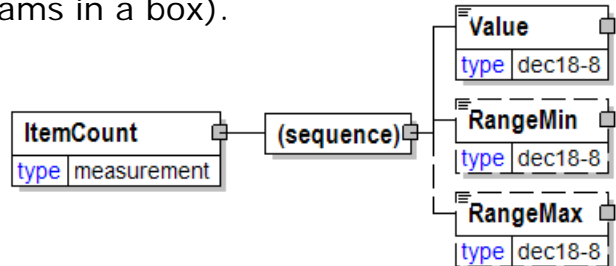 ams in a box).
Value
type dec18-8
ItemCount
type measurement
(sequence)
RangeMin
type dec18-8
RangeMax
type dec18-8